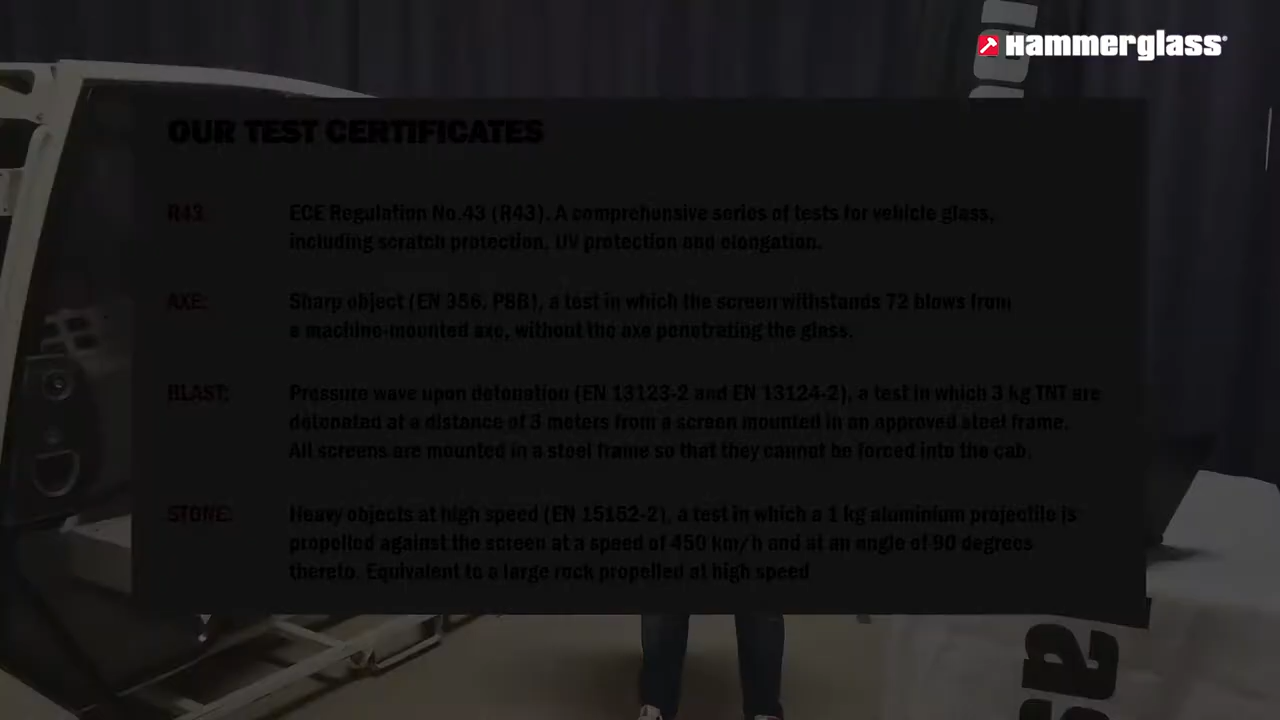 Hammerglass®
OUR TEST CERTIFICATES
R43: ECE Regulation No.43 (R43). A comprehensive series of tests for vehicle glass,
including scratch protection, UV protection and elongation.
AXE: Sharp object (EN 356, P8B), a test in which the screen withstands 72 blows from
a machine-mounted axe, without the axe penetrating the glass.
BLAST: Pressure wave upon detonation (EN 13123-2 and EN 13124-2), a test in which 3 kg TNT are
detonated at a distance of 3 meters from a screen mounted in an approved steel frame.
All screens are mounted in a steel frame so that they cannot be forced into the cab.
STONE: Heavy objects at high speed (EN 15152-2), a test in which a 1 kg aluminium projectile is
propelled against the screen at a speed of 450 km/h and at an angle of 90 degrees
thereto. Equivalent to a large rock propelled at high speed
as